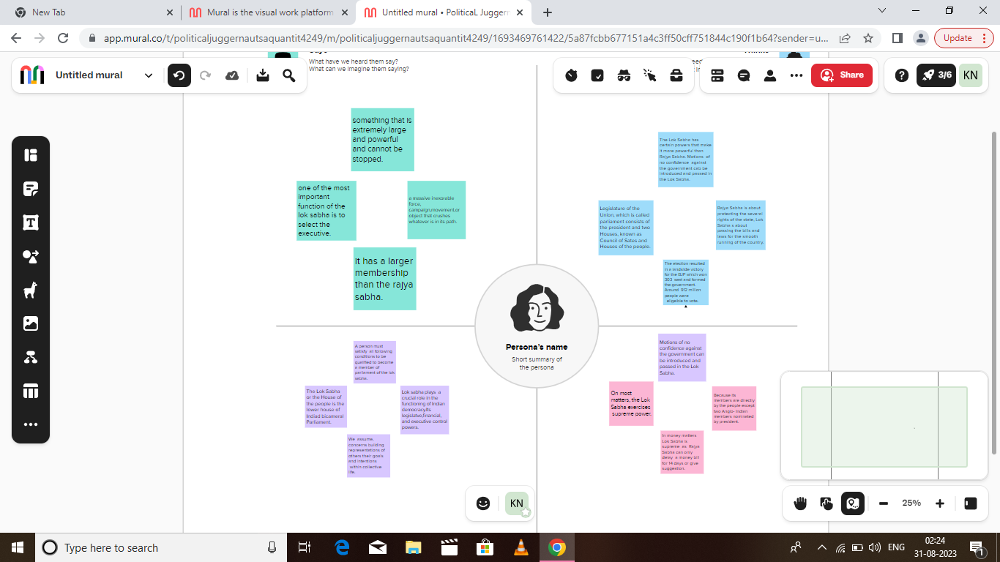 New Tab
Mural is the visual work platform
Untitled mural • PoliticaL Juggern
app.mural.co/t/politicaljuggernautsaquantit4249/m/politicaljuggernautsaquantit4249/1693469761422/5a87fcbb677151a4c3ff50cff751844c190f1b64?sender=u...
Update
What have we heard them say?
What can we imagine them saying?
Untitled mural
Share
3/6
KN
something that is
extremely large
and powerful
and cannot be
stopped.
one of the most
important
function of the
lok sabha is to
select the
executive.
a massive inexorable
force,
campaign,movement,or
object that crushes
whatever is in its path.
it has a larger
membership
than the rajya
sabha.
The Lok Sabha has
certain powers that make
it more powerful than
Rajya Sabha. Motions of
no confidence against
the government cab be
introduced and passed in
the Lok Sabha.
Legislature of the
Union, which is called
parliament consists of
the president and two
Houses, known as
Council of Sates and
Houses of the people.
Rajya Sabha is about
protecting the several
rights of the state, Lok
Sabha s about
passing the bills and
laws for the smooth
running of the country.
The election resulted
in a landslide victory
for the BJP which won
303 seat and formed
the government.
Around 912 million
people were
eligible to vote.
Persona's name
Short summary of
the persona
A person must
satisfy all following
conditions to be
qualified to become
a member of
parliament of the lok
sabha.
The Lok Sabha
or the House of
the people is the
lower house of
Indiad bicameral
Parliament.
Lok sabha plays a
crucial role in the
functioning of Indian
democracy.Its
legislative,financial,
and executive control
powers.
We assume,
concerns building
representations of
others their goals
and intentions
within collective
life.
Motions of no
confidence against
the government can
be introduced and
passed in the Lok
Sabha.
On most
matters, the Lok
Sabha exercises
supreme power.
Because its
members are directly
by the people except
two Anglo- Indian
members nominated
by president.
In money matters
Lok Sabha is
supreme as Rajya
Sabha can only
delay a money bill
for 14 days or give
suggestion.
KN
25%
Type here to search
ENG
02:24
31-08-2023
1